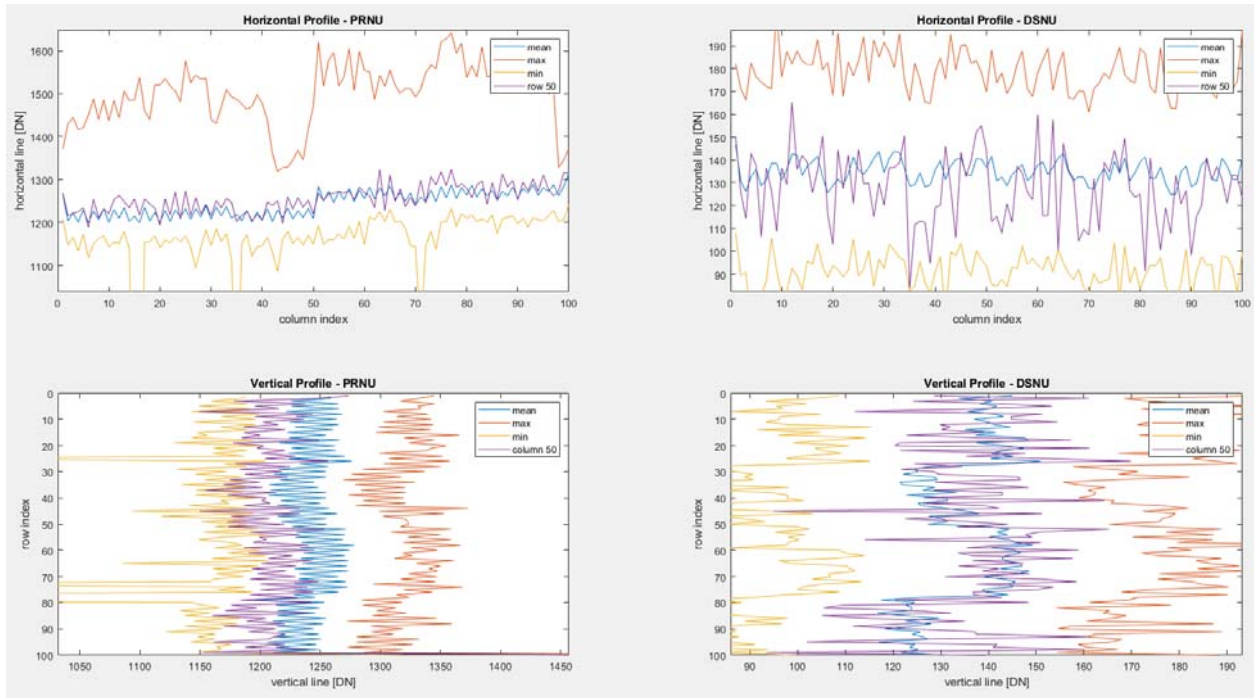 Horizontal Profile - PRNU
horizontal line [DN]
1600
1500
1400
1300
1200
1100
0 10 20 30 40 50 60 70 80 90 100
column index
mean
max
min
row 50
Horizontal Profile - DSNU
horizontal line [DN]
190
180
170
160
150
140
130
120
110
100
90
0 10 20 30 40 50 60 70 80 90 100
column index
mean
max
min
row 50
Vertical Profile - PRNU
row index
0
10
20
30
40
50
60
70
80
90
100
1050 1100 1150 1200 1250 1300 1350 1400 1450
vertical line [DN]
mean
max
min
column 50
Vertical Profile - DSNU
row index
0
10
20
30
40
50
60
70
80
90
100
90 100 110 120 130 140 150 160 170 180 190
vertical line [DN]
mean
max
min
column 50